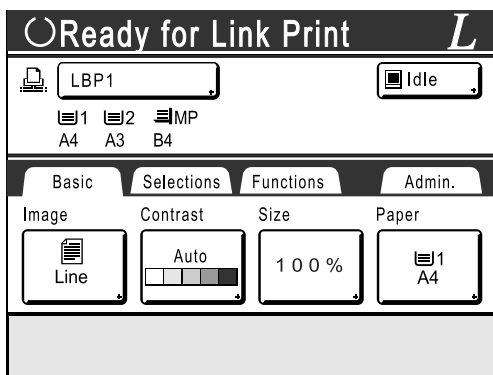 Ready for Link Print L
LBP1 Idle
1 2 MP
A4 A3 B4
Basic Selections Functions Admin.
Image Contrast Size Paper
Line Auto 100% 1
A4